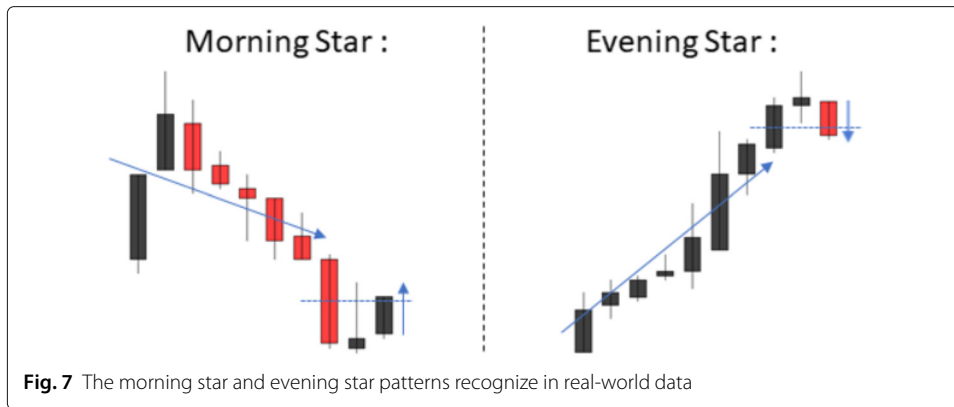 Morning Star :
Evening Star :
Fig. 7 The morning star and evening star patterns recognize in real-world data